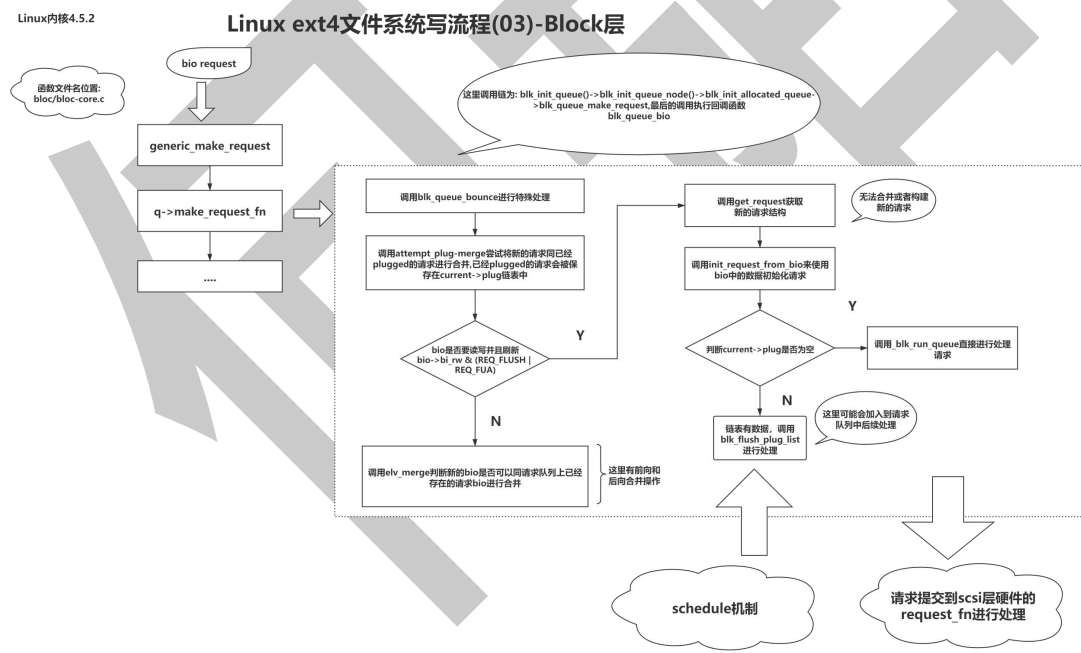 Linux内核4.5.2
Linux ext4文件系统写流程(03)-Block层
bio request
函数文件名位置:
bloc/bloc-core.c
这里调用链为: blk_init_queue()->blk_init_queue_node()->blk_init_allocated_queue-
>blk_queue_make_request,最后的调用执行回调函数
blk_queue_bio
generic_make_request
q->make_request_fn
....
调用blk_queue_bounce进行特殊处理
调用attempt_plug-merge尝试将新的请求同已经
plugged的请求进行合并,已经plugged的请求会被保
存在current->plug链表中
bio是否要读写并且刷新
bio->bi_rw & (REQ_FLUSH |
REQ_FUA)
Y
N
调用elv_merge判断新的bio是否可以同请求队列上已经
存在的请求bio进行合并
这里有前向和
后向合并操作
调用get_request获取
新的请求结构
无法合并或者构建
新的请求
调用init_request_from_bio来使用
bio中的数据初始化请求
判断current->plug是否为空
Y
调用_blk_run_queue直接进行处理
请求
N
链表有数据，调用
blk_flush_plug_list
进行处理
这里可能会加入到请求
队列中后续处理
schedule机制
请求提交到scsi层硬件的
request_fn进行处理